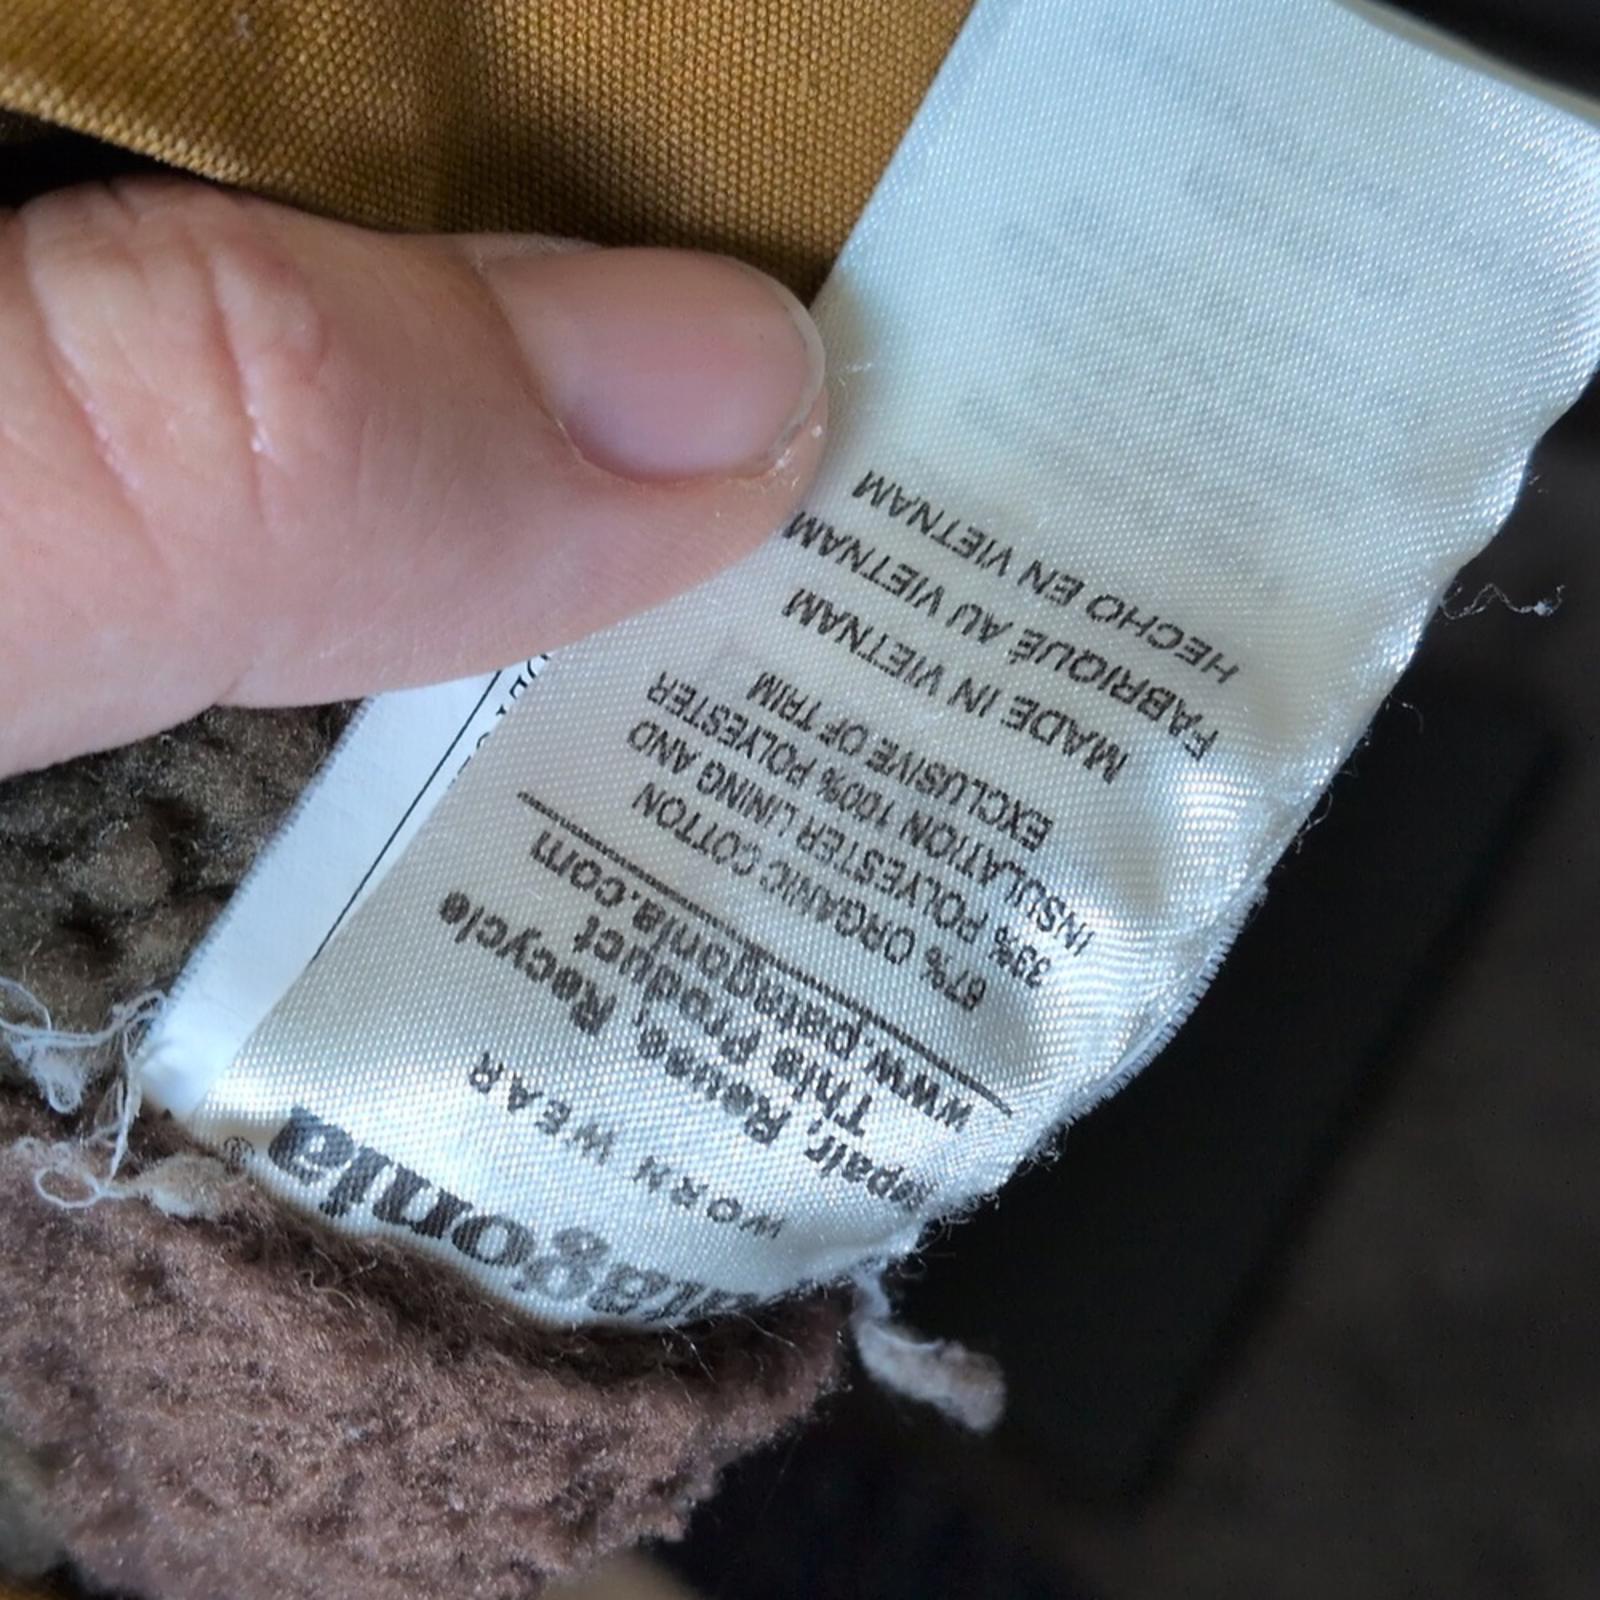 patagonia®
WORN WEAR
Repair, Reuse, Recycle
This Product
www.patagonia.com
67% ORGANIC COTTON
33% POLYESTER LINING AND
INSULATION 100% POLYESTER
EXCLUSIVE OF TRIM
MADE IN VIETNAM
FABRIQUÉ AU VIETNAM
HECHO EN VIETNAM